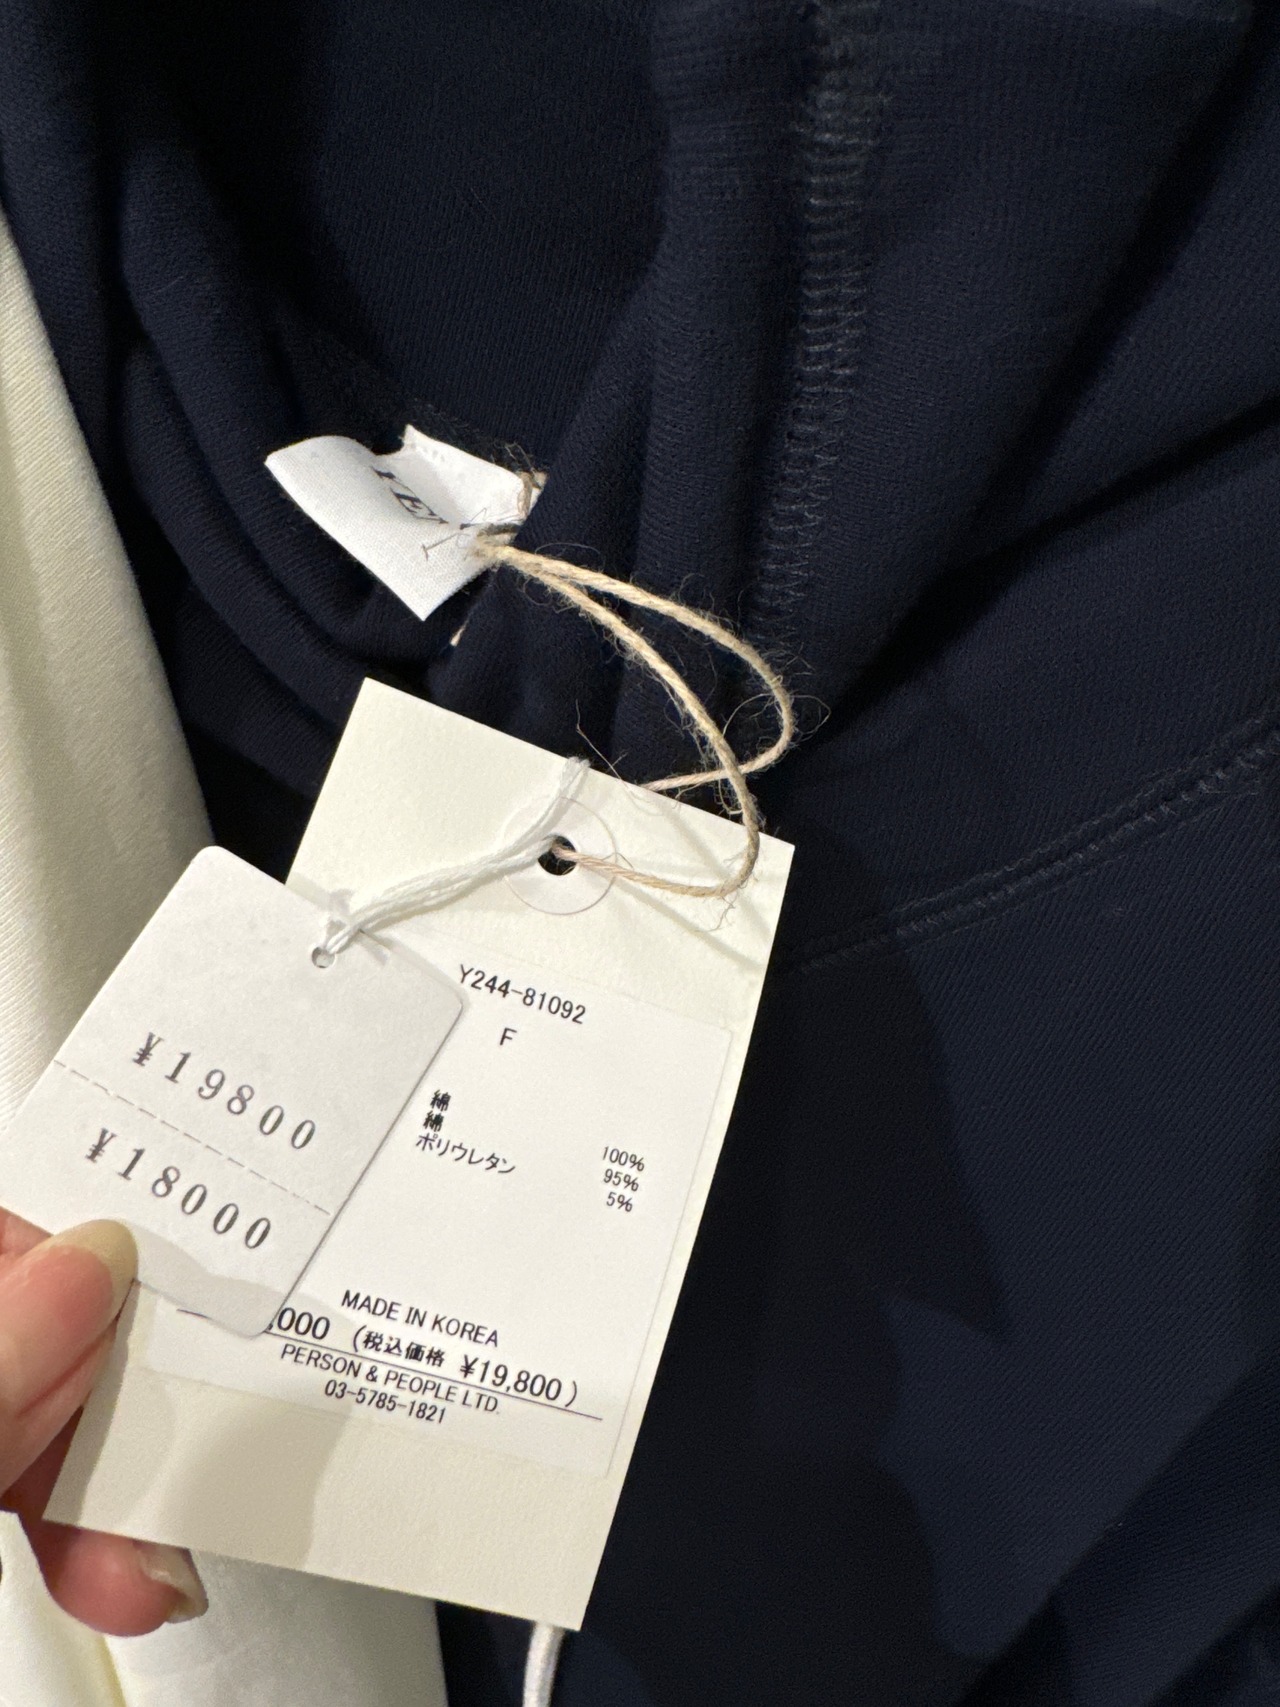 ¥19800
¥18000
Y244-81092
F
綿 100%
綿 95%
ポリウレタン 5%
MADE IN KOREA
,000 (税込価格 ¥19,800)
PERSON & PEOPLE LTD.
03-5785-1821